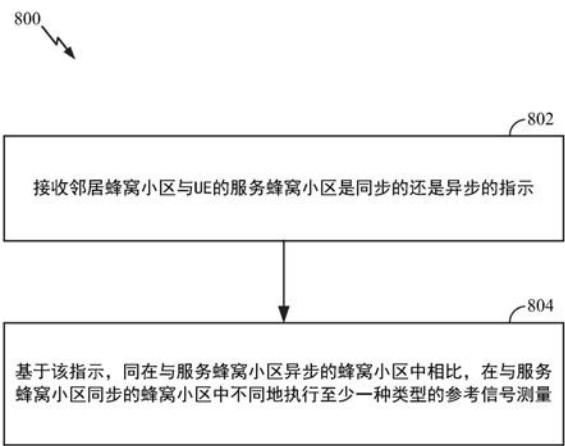 800
802
接收邻居蜂窝小区与UE的服务蜂窝小区是同步的还是异步的指示
804
基于该指示，同在与服务蜂窝小区异步的蜂窝小区中相比，在与服务
蜂窝小区同步的蜂窝小区中不同地执行至少一种类型的参考信号测量